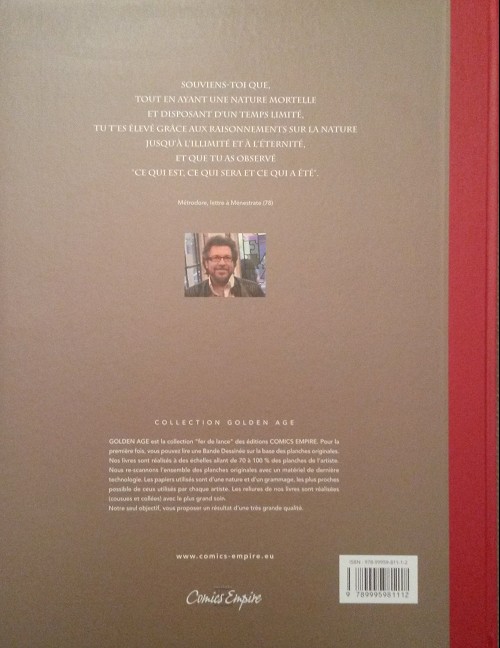 SOUVIENS-TOI QUE,
TOUT EN AYANT UNE NATURE MORTELLE
ET DISPOSANT D'UN TEMPS LIMITÉ,
TU T'ES ÉLEVÉ GRÂCE AUX RAISONNEMENTS SUR LA NATURE
JUSQU'À L'ILLIMITÉ ET À L'ÉTERNITÉ,
ET QUE TU AS OBSERVÉ
"CE QUI EST, CE QUI SERA ET CE QUI A ÉTÉ".
Métrodore, lettre à Ménestrate (78)
COLLECTION GOLDEN AGE
GOLDEN AGE est la collection "fer de lance" des éditions COMICS EMPIRE. Pour la
première fois, vous pouvez lire une Bande Dessinée sur la base des planches originales.
Nos livres sont réalisés à des échelles allant de 70 à 100 % des planches de l'artiste.
Nous re-scannons l'ensemble des planches originales avec un matériel de dernière
technologie. Les papiers utilisés sont d'une nature et d'un grammage, les plus proches
possible de ceux utilisés par chaque artiste. Les reliures de nos livres sont réalisées
(cousues et collées) avec le plus grand soin.
Notre seul objectif, vous proposer un résultat d'une très grande qualité.
www.comics-empire.eu
ISBN : 978-99959-811-1-2
9 789995 981112
Comics Empire